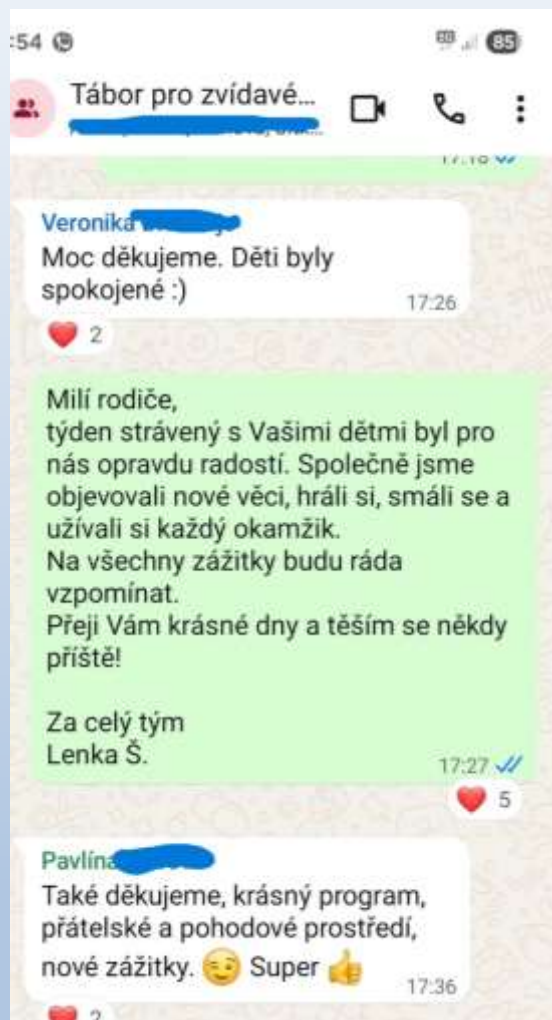 :54
85
Tábor pro zvídavé...
17:18
Veronika
Moc děkujeme. Děti byly
spokojené :)
17:26
2
Milí rodiče,
týden strávený s Vašimi dětmi byl pro
nás opravdu radostí. Společně jsme
objevovali nové věci, hráli si, smáli se a
užívali si každý okamžik.
Na všechny zážitky budu ráda
vzpomínat.
Přeji Vám krásné dny a těším se někdy
příště!
Za celý tým
Lenka Š.
17:27
5
Pavlína
Také děkujeme, krásný program,
přátelské a pohodové prostředí,
nové zážitky. 😉 Super 👍
17:36
2